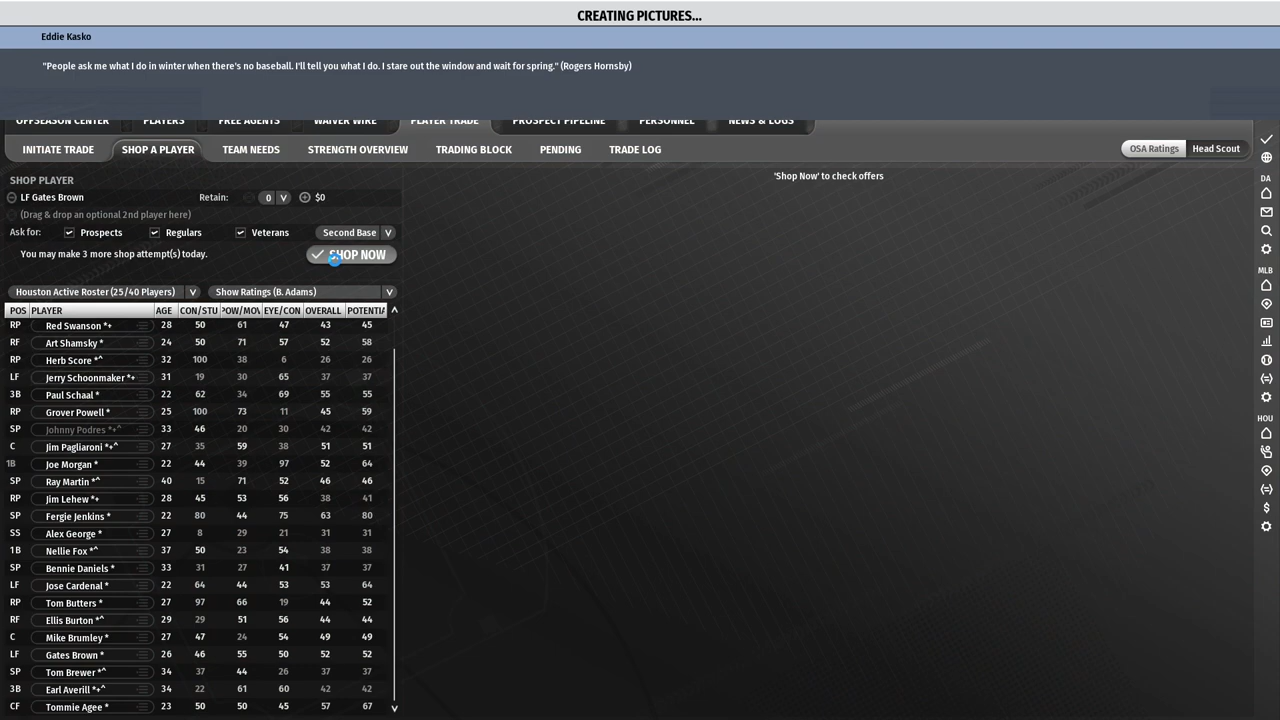 CREATING PICTURES...
Eddie Kasko
"People ask me what I do in winter when there's no baseball. I'll tell you what I do. I stare out the window and wait for spring." (Rogers Hornsby)
OFFSEASON CENTER PLAYERS FREE AGENTS WAIVER WIRE PLAYER TRADE PROSPECT PIPELINE PERSONNEL NEWS & LOGS
INITIATE TRADE SHOP A PLAYER TEAM NEEDS STRENGTH OVERVIEW TRADING BLOCK PENDING TRADE LOG OSA Ratings Head Scout
SHOP PLAYER 'Shop Now' to check offers
LF Gates Brown Retain: 0 V $0
(Drag & drop an optional 2nd player here)
Ask for: Prospects Regulars Veterans Second Base V
You may make 3 more shop attempt(s) today. SHOP NOW
Houston Active Roster (25/40 Players) V Show Ratings (B. Adams) V
POS PLAYER AGE CON/STU POW/MOV EYE/CON OVERALL POTENTIA
RP Red Swanson *+ 28 50 61 47 43 45
RF Art Shamsky * 24 50 71 57 52 58
RP Herb Score *^ 32 100 38 6 26 26
LF Jerry Schoonmaker *+ 31 19 30 65 37 37
3B Paul Schaal * 22 62 34 69 55 55
RP Grover Powell * 25 100 73 11 45 59
SP Johnny Podres *+^ 33 46 20 30 42 42
C Jim Pagliaroni *+^ 27 35 59 38 51 51
1B Joe Morgan * 22 44 39 97 52 64
SP Ray Martin *^ 40 15 71 52 46 46
RP Jim Lehew *+ 28 45 53 56 38 41
SP Fergie Jenkins * 22 80 44 75 63 80
SS Alex George * 27 8 29 21 31 31
1B Nellie Fox *^ 37 50 23 54 38 38
SP Bennie Daniels * 33 31 27 41 37 37
LF Jose Cardenal * 22 64 44 53 53 64
RP Tom Butters * 27 97 66 19 44 52
RF Ellis Burton *^ 29 29 51 56 44 44
C Mike Brumley * 27 47 24 54 49 49
LF Gates Brown * 26 46 55 50 52 52
SP Tom Brewer *^ 34 37 44 26 37 37
3B Earl Averill *+^ 34 22 61 60 42 42
CF Tommie Agee * 23 50 50 45 57 67
DA
MLB
HOU